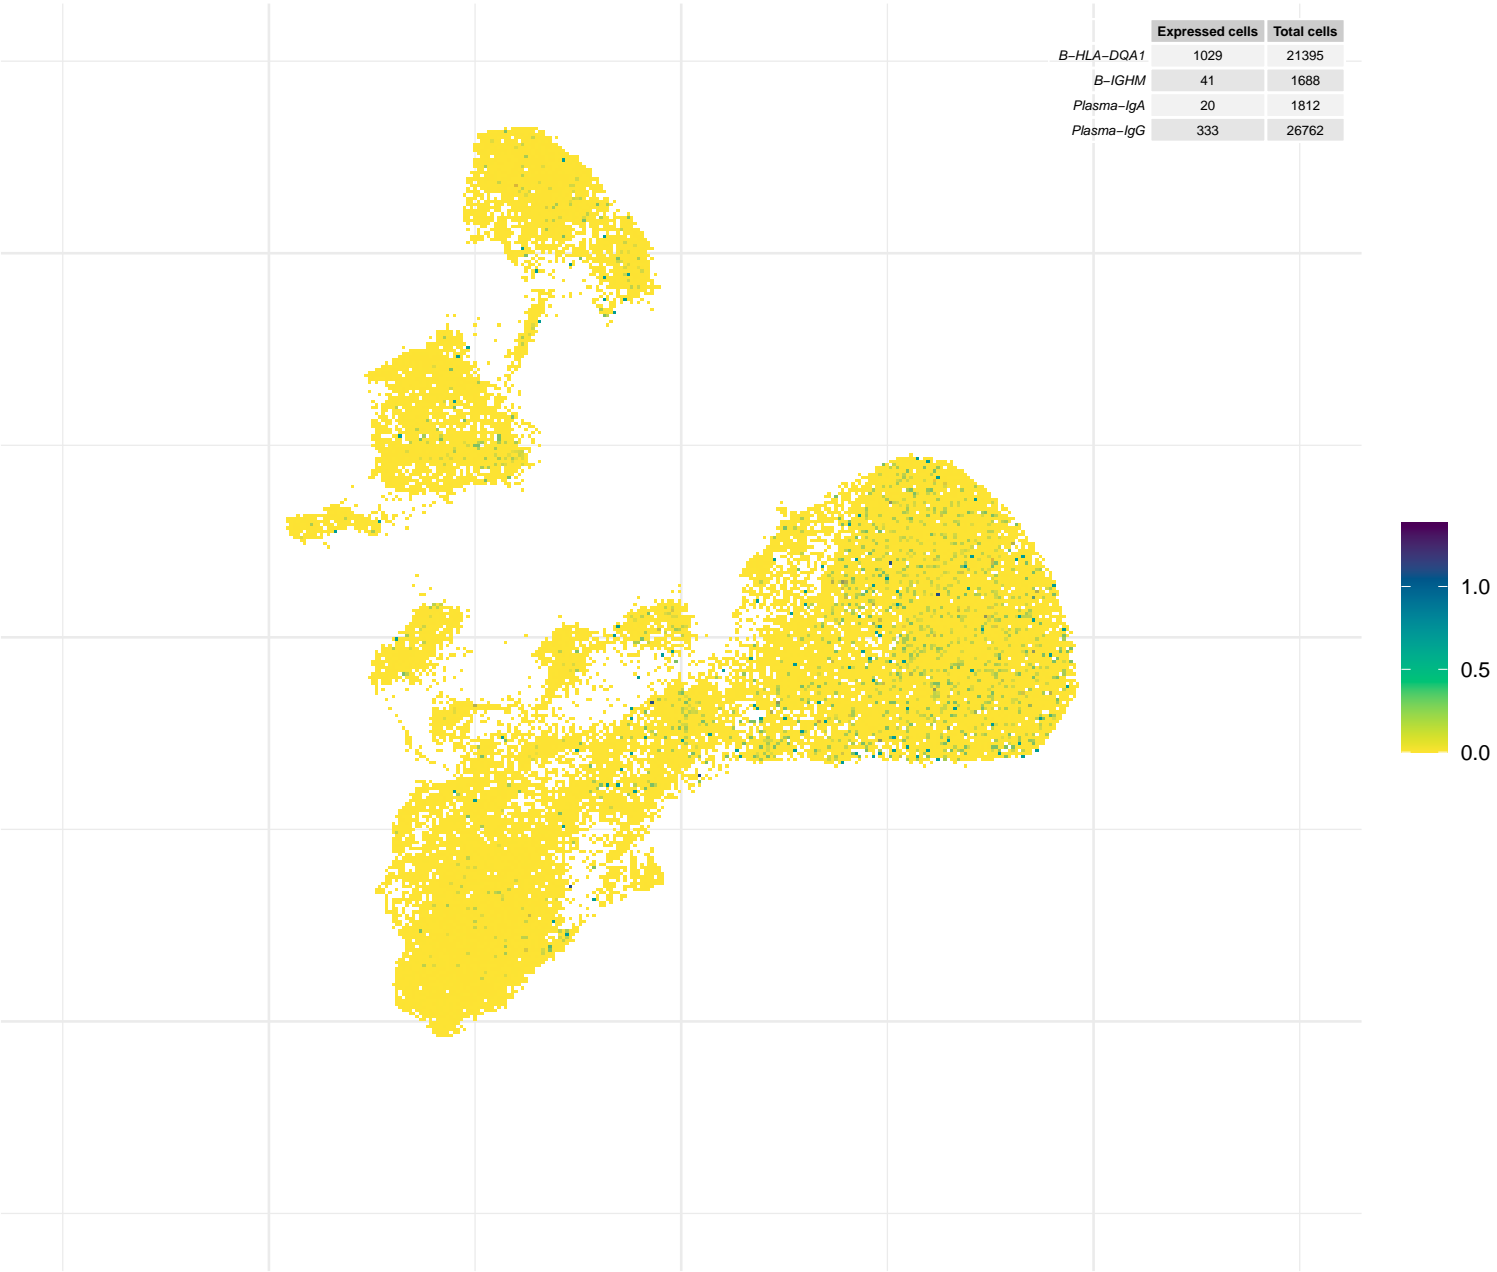 Expressed cells Total cells
B−HLA−DQA1 1029 21395
B−IGHM 41 1688
Plasma−IgA 20 1812
Plasma−IgG 333 26762
1.0
0.5
0.0